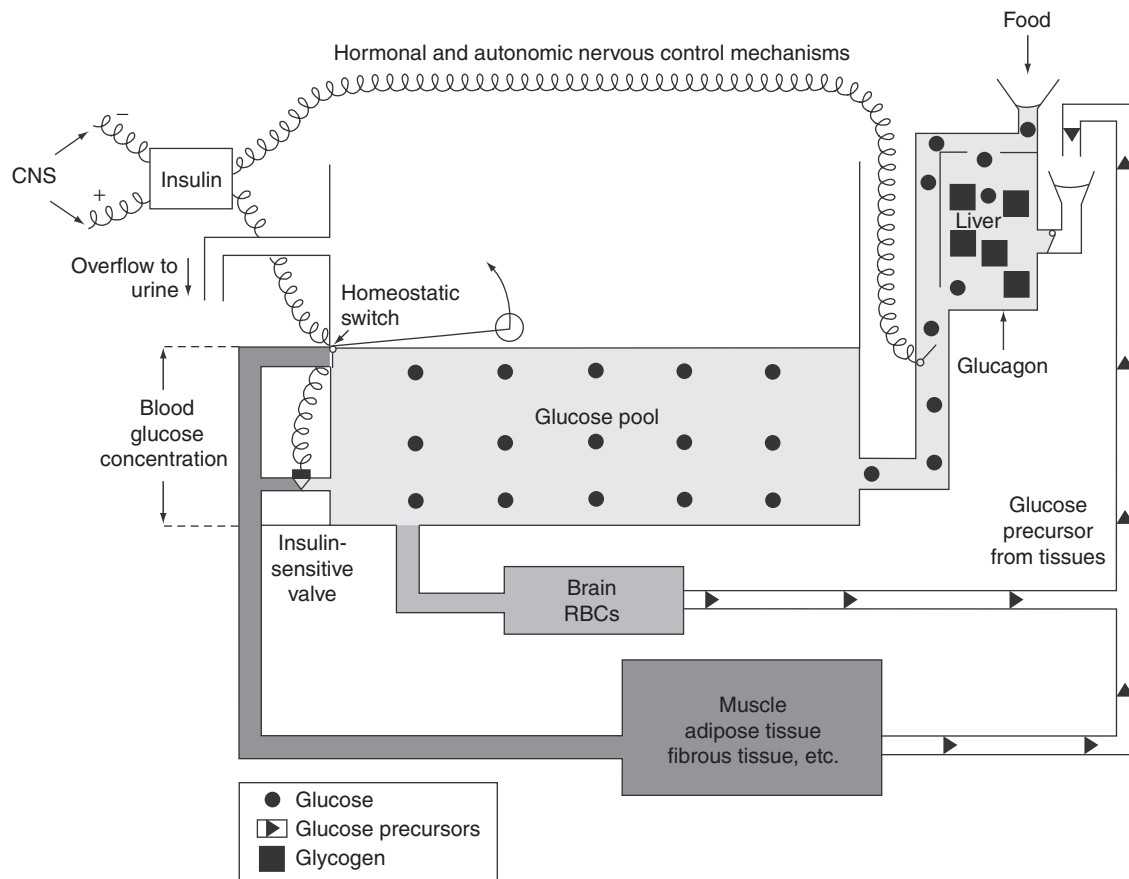 Food
Hormonal and autonomic nervous control mechanisms
−
CNS
Insulin
+
Liver
Overflow to
urine
Homeostatic
switch
Glucagon
Blood
glucose
concentration
Glucose pool
Insulin-
sensitive
valve
Glucose
precursor
from tissues
Brain
RBCs
Muscle
adipose tissue
fibrous tissue, etc.
Glucose
Glucose precursors
Glycogen